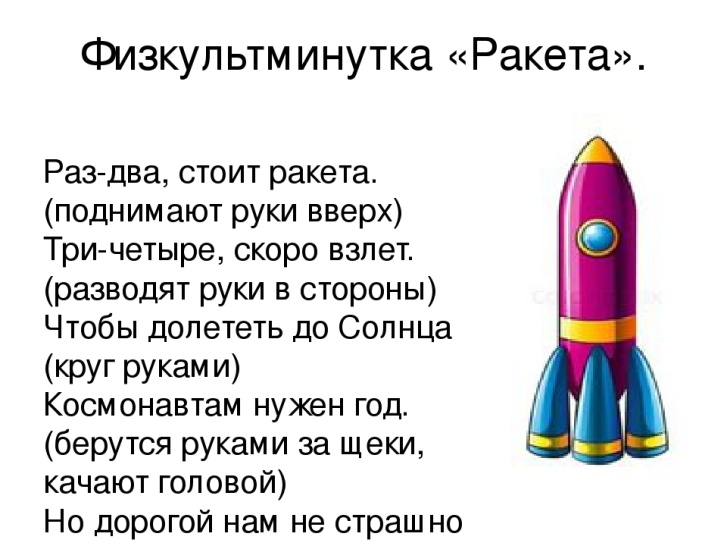 Физкультминутка «Ракета».
Раз-два, стоит ракета.
(поднимают руки вверх)
Три-четыре, скоро взлет.
(разводят руки в стороны)
Чтобы долететь до Солнца
(круг руками)
Космонавтам нужен год.
(берутся руками за щеки,
качают головой)
Но дорогой нам не страшно